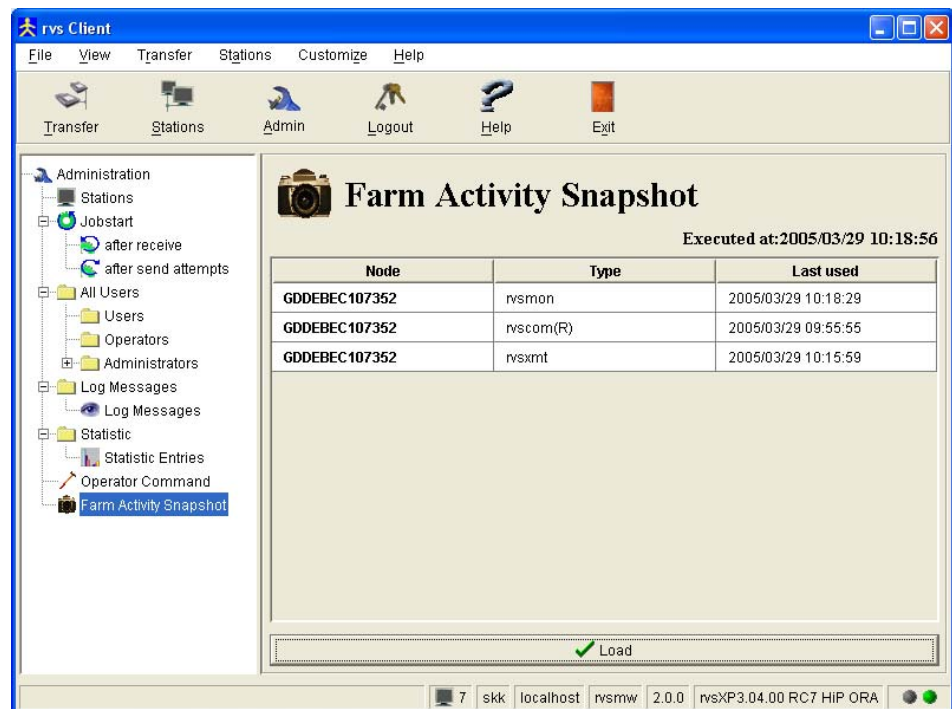 rvs Client
File View Transfer Stations Customize Help
Transfer Stations Admin Logout Help Exit
Administration
Stations
Jobstart
after receive
after send attempts
All Users
Users
Operators
Administrators
Log Messages
Log Messages
Statistic
Statistic Entries
Operator Command
Farm Activity Snapshot
Farm Activity Snapshot
Executed at:2005/03/29 10:18:56
Node Type Last used
GDDEBEC107352 rvsmon 2005/03/29 10:18:29
GDDEBEC107352 rvscom(R) 2005/03/29 09:55:55
GDDEBEC107352 rvsxmt 2005/03/29 10:15:59
Load
7 skk localhost rvsmw 2.0.0 rvsXP3.04.00 RC7 HiP ORA